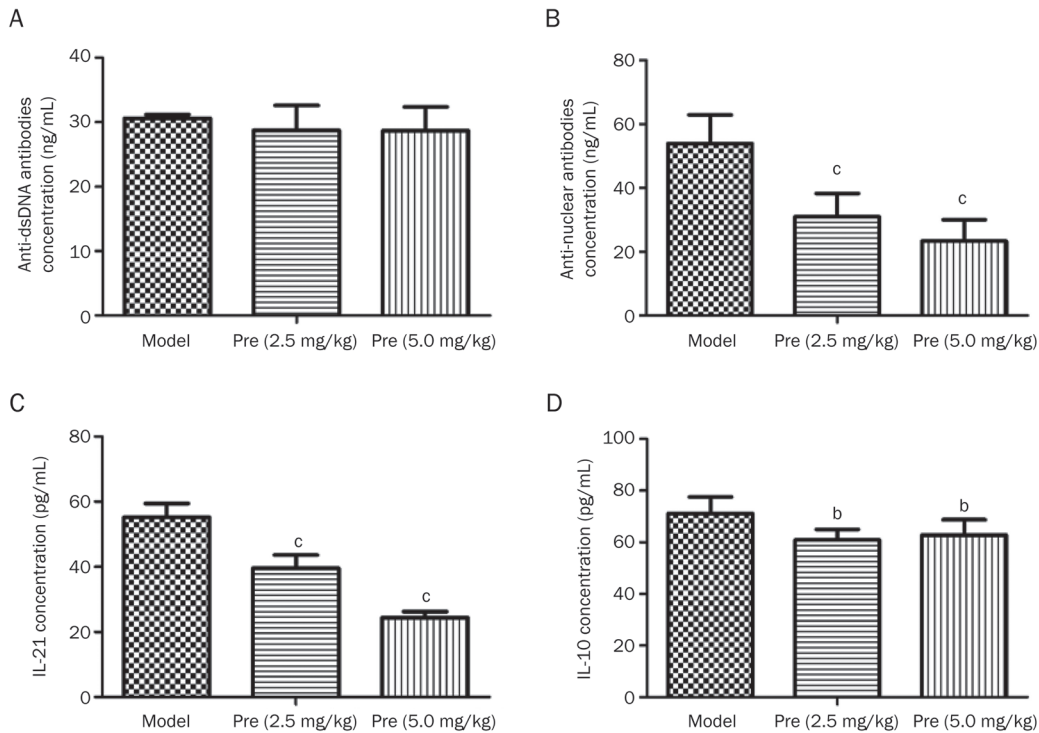 A
Anti-dsDNA antibodies
concentration (ng/mL)
40
30
20
10
0
Model
Pre (2.5 mg/kg)
Pre (5.0 mg/kg)
B
Anti-nuclear antibodies
concentration (ng/mL)
80
60
40
20
0
c
c
Model
Pre (2.5 mg/kg)
Pre (5.0 mg/kg)
C
IL-21 concentration (pg/mL)
80
60
40
20
0
c
c
Model
Pre (2.5 mg/kg)
Pre (5.0 mg/kg)
D
IL-10 concentration (pg/mL)
100
80
60
40
20
0
b
b
Model
Pre (2.5 mg/kg)
Pre (5.0 mg/kg)